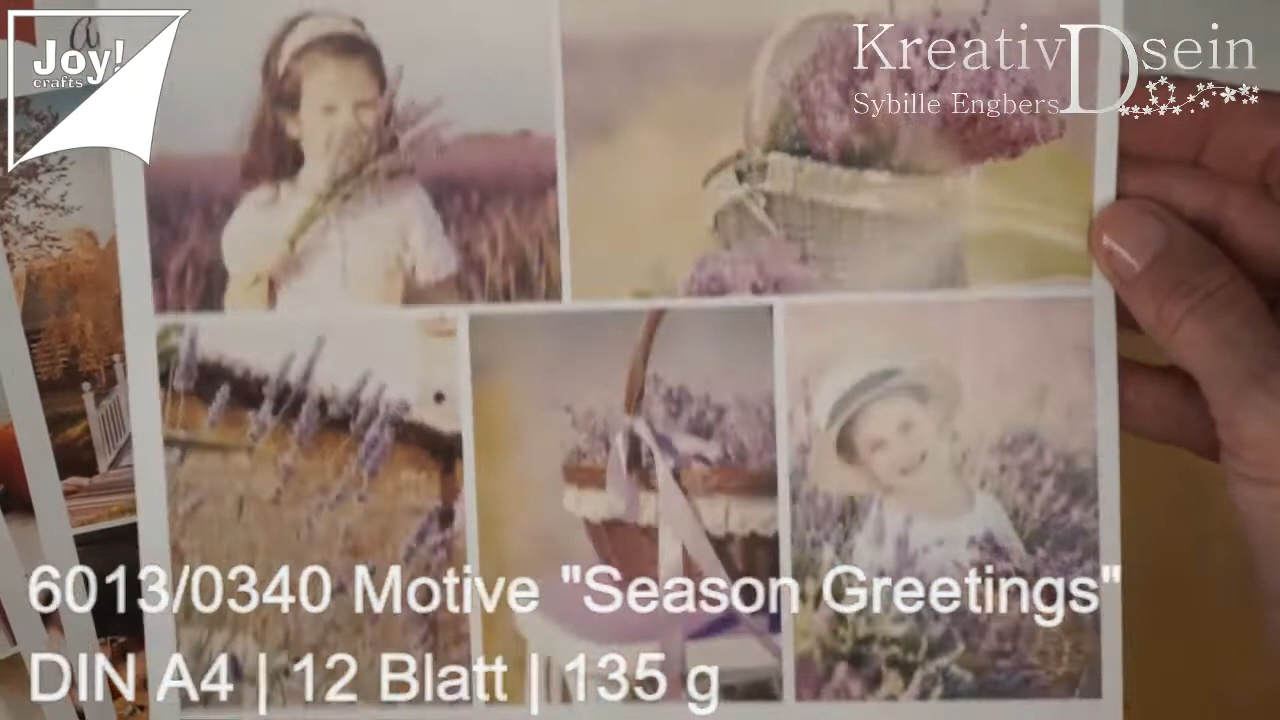 Joy!
crafts
KreativDsein
Sybille Engbers
6013/0340 Motive "Season Greetings"
DIN A4 | 12 Blatt | 135 g